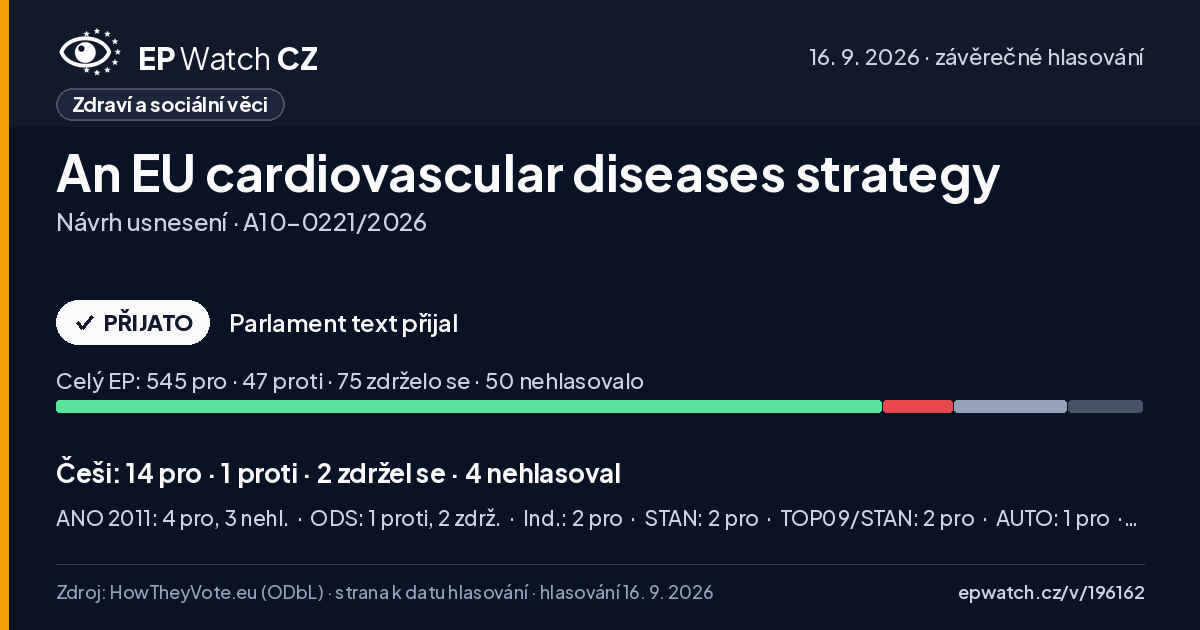 EP Watch CZ
16. 9. 2026 · závěrečné hlasování
Zdraví a sociální věci
An EU cardiovascular diseases strategy
Návrh usnesení · A10–0221/2026
✓ PŘIJATO
Parlament text přijal
Celý EP: 545 pro · 47 proti · 75 zdrželo se · 50 nehlasovalo
Češi: 14 pro · 1 proti · 2 zdržel se · 4 nehlasoval
ANO 2011: 4 pro, 3 nehl. · ODS: 1 proti, 2 zdrž. · Ind.: 2 pro · STAN: 2 pro · TOP09/STAN: 2 pro · AUTO: 1 pro ·…
Zdroj: HowTheyVote.eu (ODbL) · strana k datu hlasování · hlasování 16. 9. 2026
epwatch.cz/v/196162